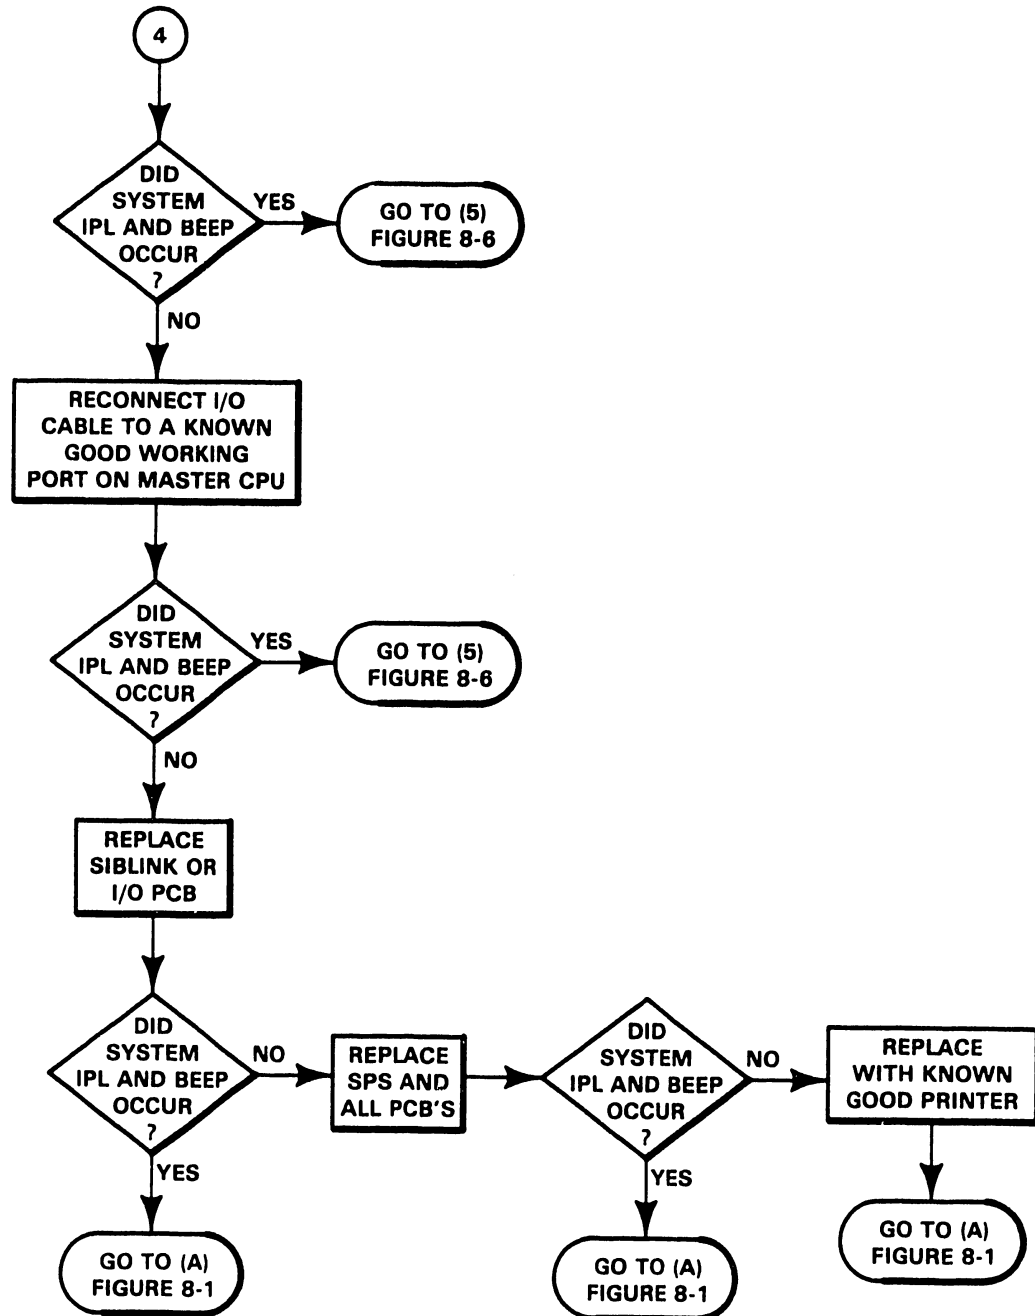 4
DID
SYSTEM
IPL AND BEEP
OCCUR
?
YES
GO TO (5)
FIGURE 8-6
NO
RECONNECT I/O
CABLE TO A KNOWN
GOOD WORKING
PORT ON MASTER CPU
DID
SYSTEM
IPL AND BEEP
OCCUR
?
YES
GO TO (5)
FIGURE 8-6
NO
REPLACE
SIBLINK OR
I/O PCB
DID
SYSTEM
IPL AND BEEP
OCCUR
?
NO
REPLACE
SPS AND
ALL PCB'S
DID
SYSTEM
IPL AND BEEP
OCCUR
?
NO
REPLACE
WITH KNOWN
GOOD PRINTER
YES
GO TO (A)
FIGURE 8-1
YES
GO TO (A)
FIGURE 8-1
GO TO (A)
FIGURE 8-1